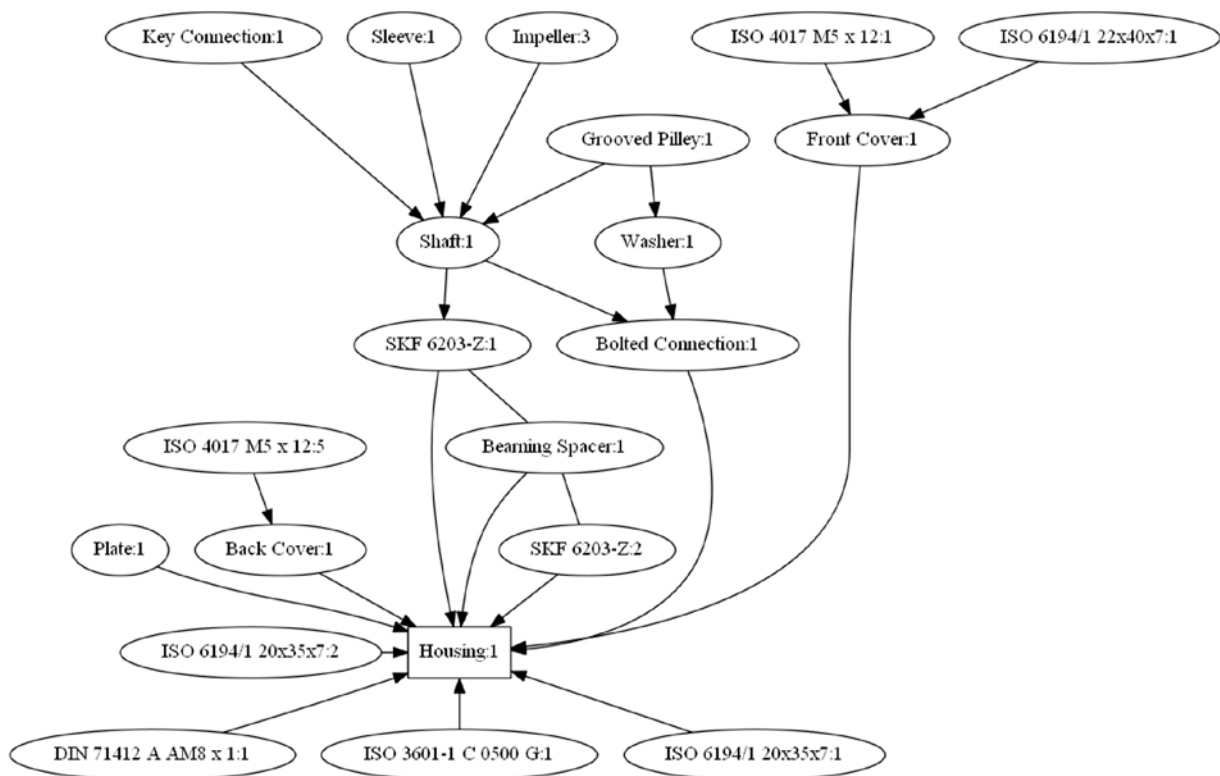 Key Connection:1
Sleeve:1
Impeller:3
ISO 4017 M5 x 12:1
ISO 6194/1 22x40x7:1
Grooved Pilley:1
Front Cover:1
Shaft:1
Washer:1
SKF 6203-Z:1
Bolted Connection:1
ISO 4017 M5 x 12:5
Bearning Spacer:1
Plate:1
Back Cover:1
SKF 6203-Z:2
ISO 6194/1 20x35x7:2
Housing:1
DIN 71412 A AM8 x 1:1
ISO 3601-1 C 0500 G:1
ISO 6194/1 20x35x7:1